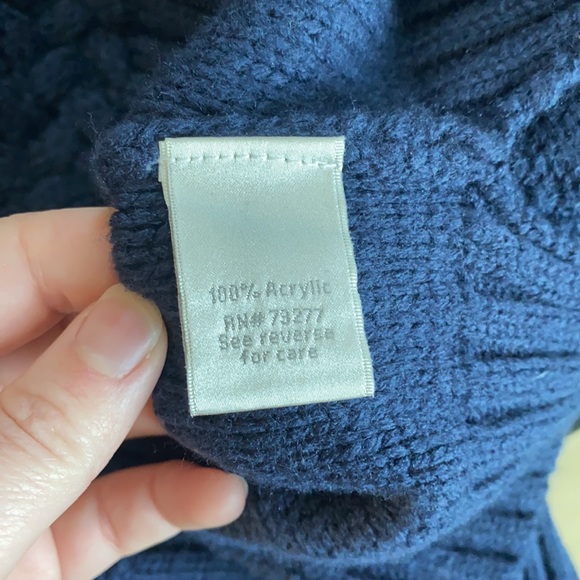 100% Acrylic
RN# 73277
See reverse
for care